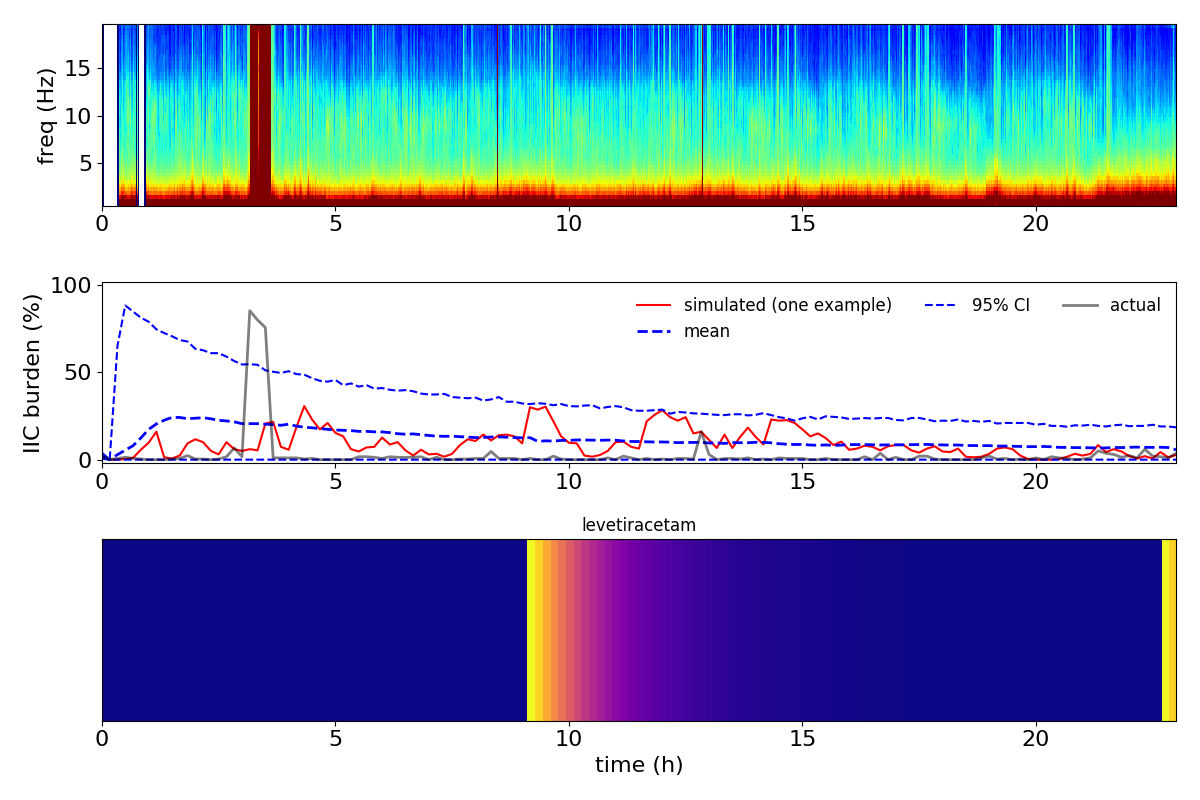 freq (Hz)
15
10
5
0 5 10 15 20
IIC burden (%)
100
50
0
simulated (one example) 95% CI actual
mean
0 5 10 15 20
levetiracetam
0 5 10 15 20
time (h)